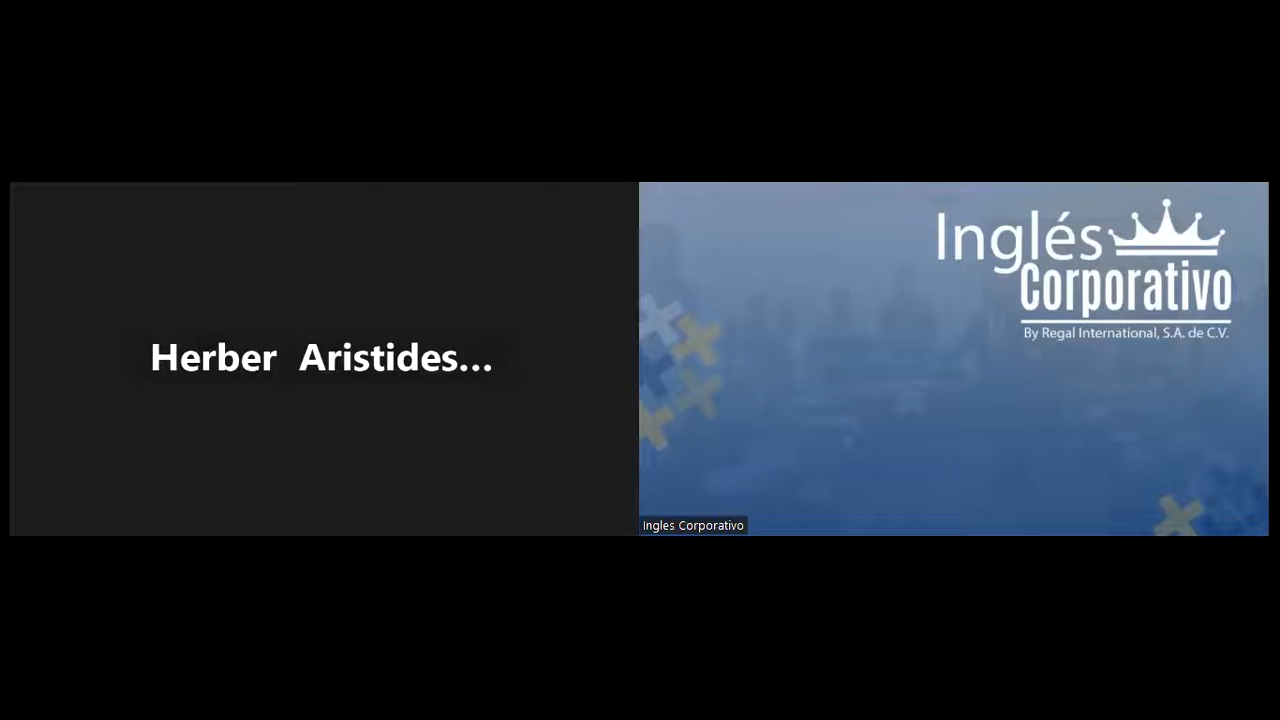 Herber Aristides...
Inglés
Corporativo
By Regal International, S.A. de C.V.
Ingles Corporativo